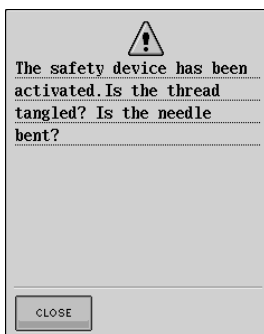 The safety device has been
activated.Is the thread
tangled? Is the needle
bent?
CLOSE